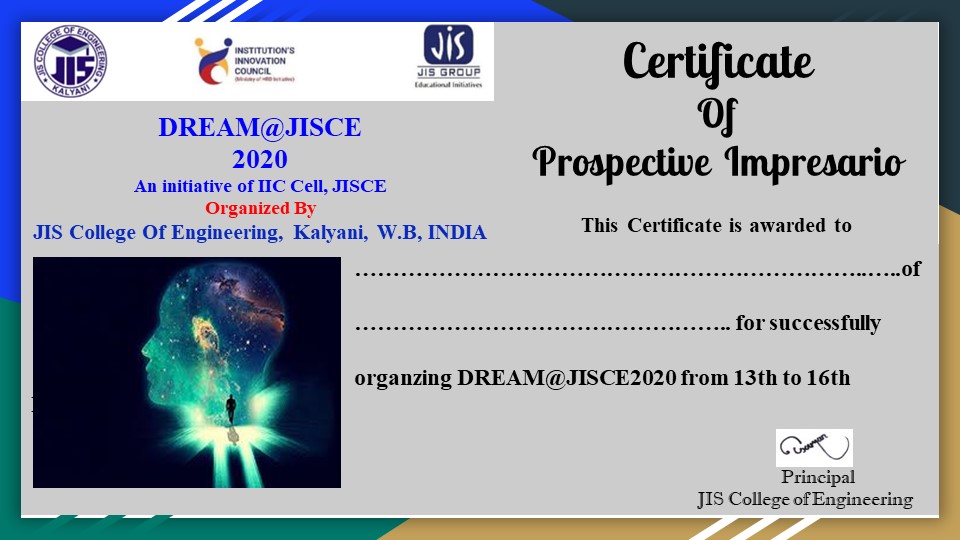 JIS COLLEGE OF ENGINEERING
JIS
KALYANI
INSTITUTION'S
INNOVATION
COUNCIL
(Ministry of HRD Initiative)
JIS
JIS GROUP
Educational Initiatives
DREAM@JISCE
2020
An initiative of IIC Cell, JISCE
Organized By
JIS College Of Engineering, Kalyani, W.B, INDIA
Certificate
Of
Prospective Impresario
This Certificate is awarded to
……………………………………………………………..…..of
…………………………………………….. for successfully
organzing DREAM@JISCE2020 from 13th to 16th
Principal
JIS College of Engineering